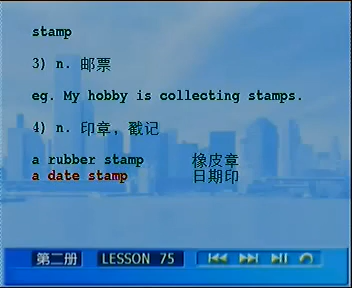 stamp
3) n. 邮票
eg. My hobby is collecting stamps.
4) n. 印章，戳记
a rubber stamp 橡皮章
a date stamp 日期印
第二册 LESSON 75